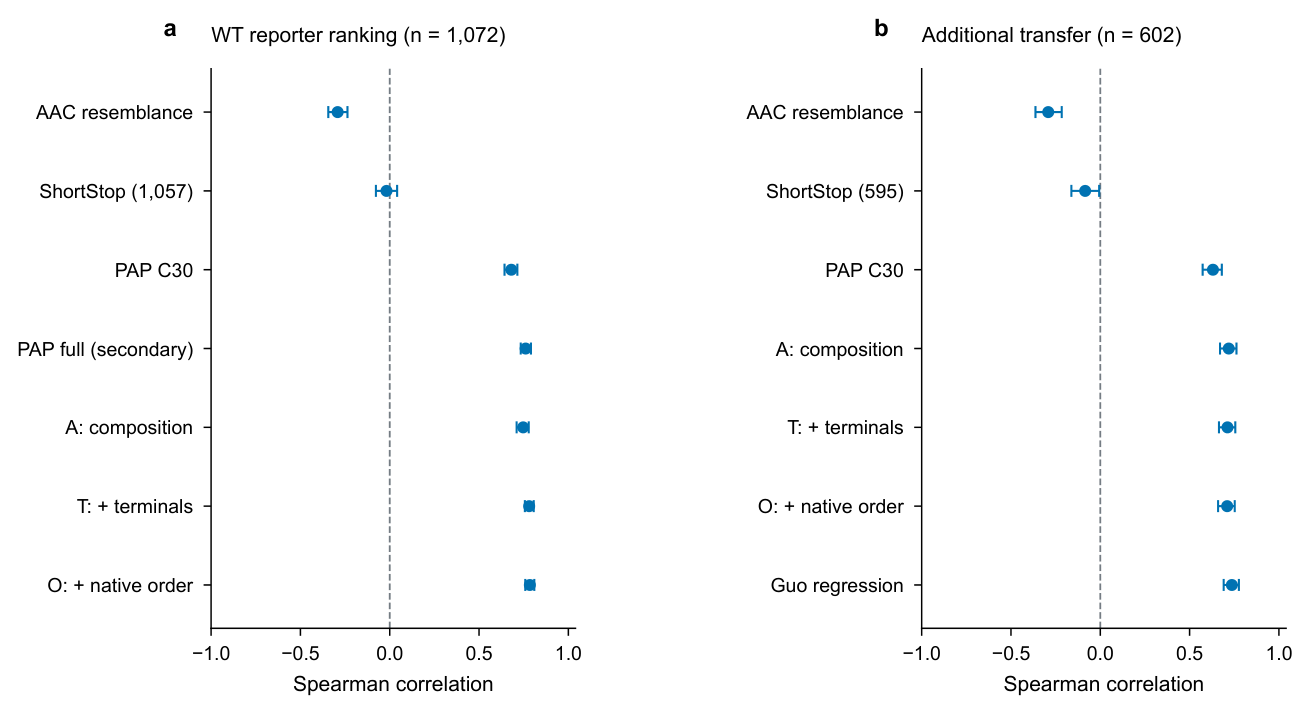 a WT reporter ranking (n = 1,072)
AAC resemblance
ShortStop (1,057)
PAP C30
PAP full (secondary)
A: composition
T: + terminals
O: + native order
−1.0 −0.5 0.0 0.5 1.0
Spearman correlation
b Additional transfer (n = 602)
AAC resemblance
ShortStop (595)
PAP C30
A: composition
T: + terminals
O: + native order
Guo regression
−1.0 −0.5 0.0 0.5 1.0
Spearman correlation